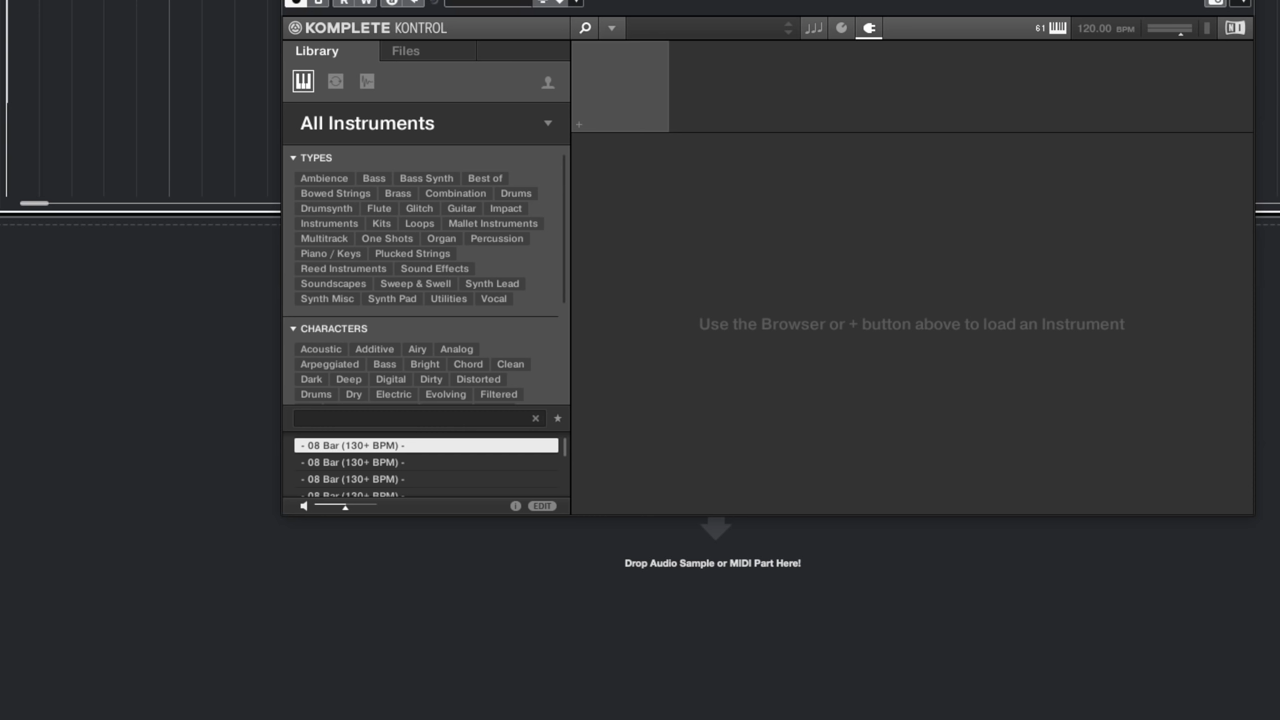 R W
KOMPLETE KONTROL
61 120.00 BPM
Library Files
All Instruments
TYPES
Ambience Bass Bass Synth Best of
Bowed Strings Brass Combination Drums
Drumsynth Flute Glitch Guitar Impact
Instruments Kits Loops Mallet Instruments
Multitrack One Shots Organ Percussion
Piano / Keys Plucked Strings
Reed Instruments Sound Effects
Soundscapes Sweep & Swell Synth Lead
Synth Misc Synth Pad Utilities Vocal
CHARACTERS
Acoustic Additive Airy Analog
Arpeggiated Bass Bright Chord Clean
Dark Deep Digital Dirty Distorted
Drums Dry Electric Evolving Filtered
- 08 Bar (130+ BPM) -
- 08 Bar (130+ BPM) -
- 08 Bar (130+ BPM) -
- 08 Bar (130+ BPM) -
EDIT
Use the Browser or + button above to load an Instrument
Drop Audio Sample or MIDI Part Here!